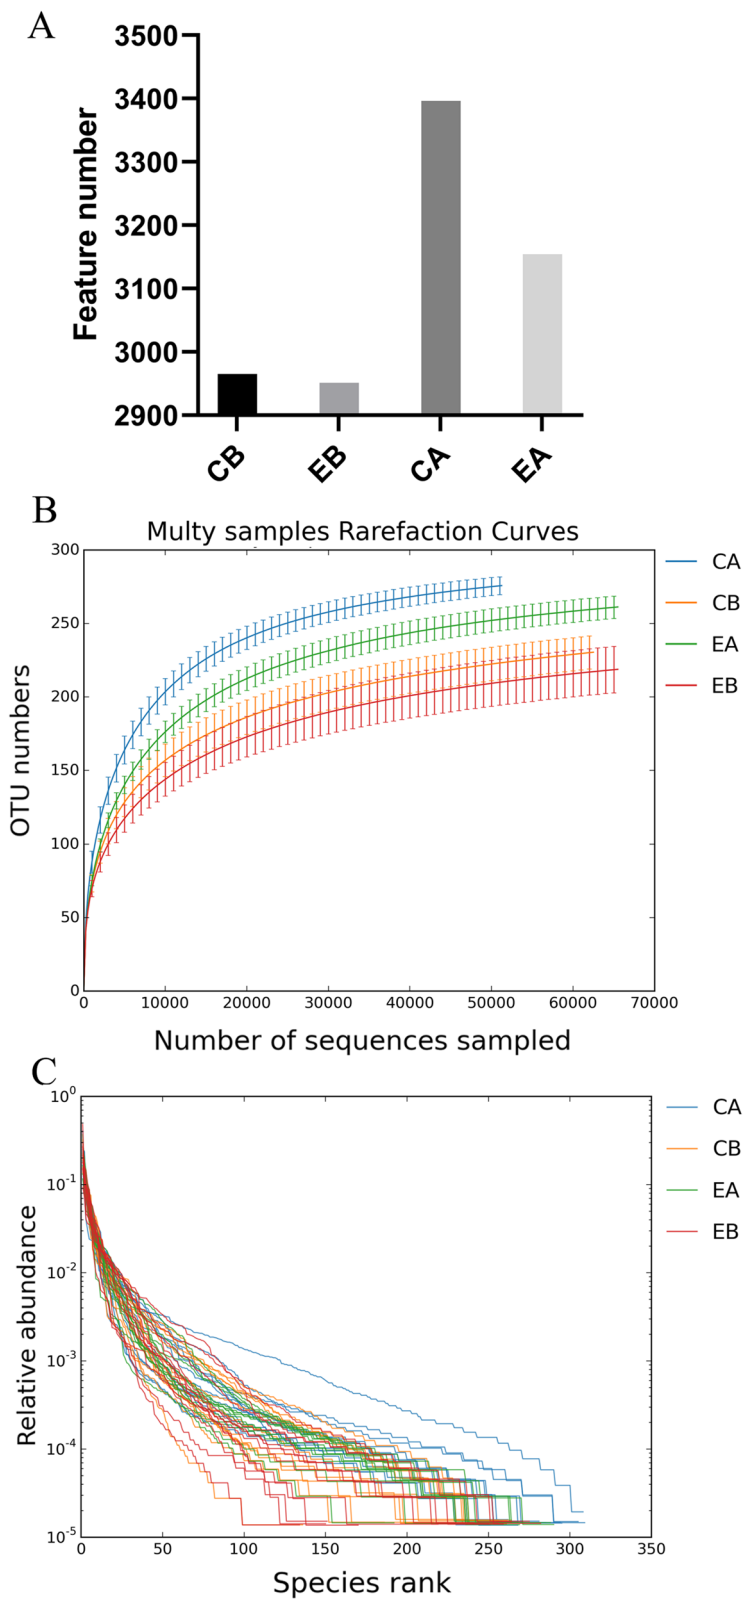 A
3500
3400
3300
3200
3100
3000
2900
Feature number
CB EB CA EA
B
Multy samples Rarefaction Curves
300
250
200
150
100
50
0
OTU numbers
0 10000 20000 30000 40000 50000 60000 70000
Number of sequences sampled
CA
CB
EA
EB
C
10⁰
10⁻¹
10⁻²
10⁻³
10⁻⁴
10⁻⁵
Relative abundance
0 50 100 150 200 250 300 350
Species rank
CA
CB
EA
EB